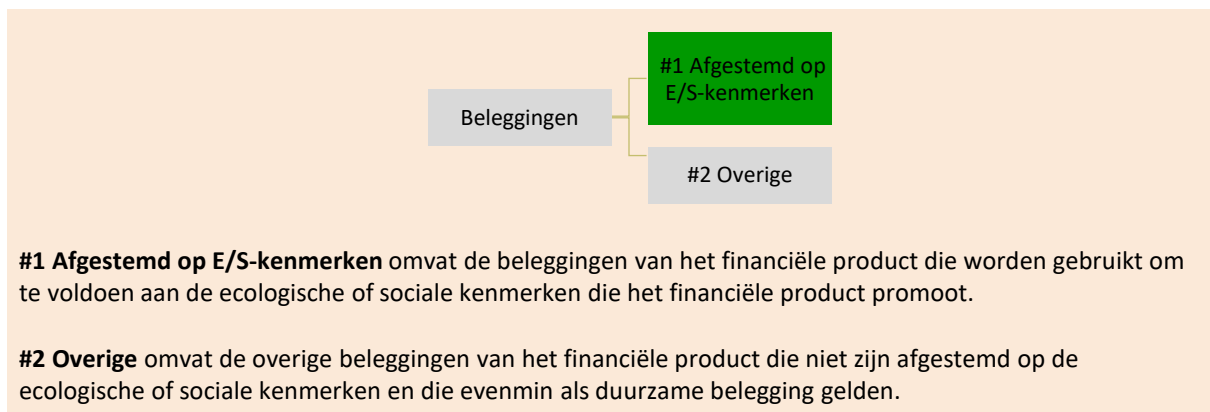 #1 Afgestemd op
E/S-kenmerken
Beleggingen
#2 Overige
#1 Afgestemd op E/S-kenmerken omvat de beleggingen van het financiële product die worden gebruikt om
te voldoen aan de ecologische of sociale kenmerken die het financiële product promoot.
#2 Overige omvat de overige beleggingen van het financiële product die niet zijn afgestemd op de
ecologische of sociale kenmerken en die evenmin als duurzame belegging gelden.